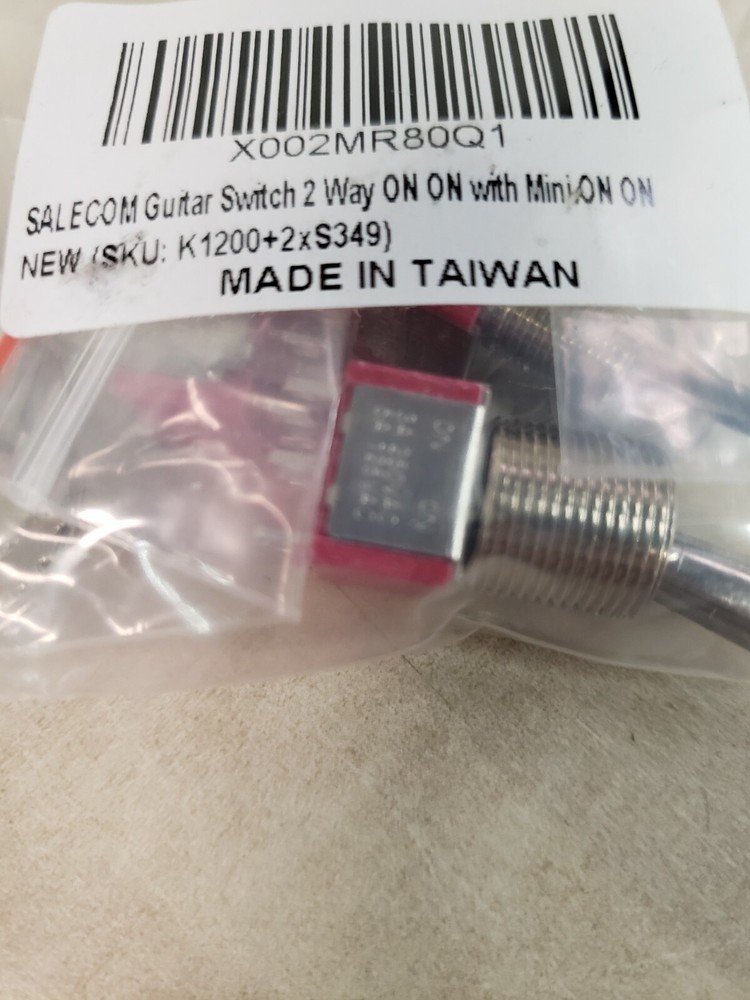 X002MR80Q1
SALECOM Guitar Switch 2 Way ON ON with Mini ON ON
NEW (SKU: K1200+2xS349)
MADE IN TAIWAN